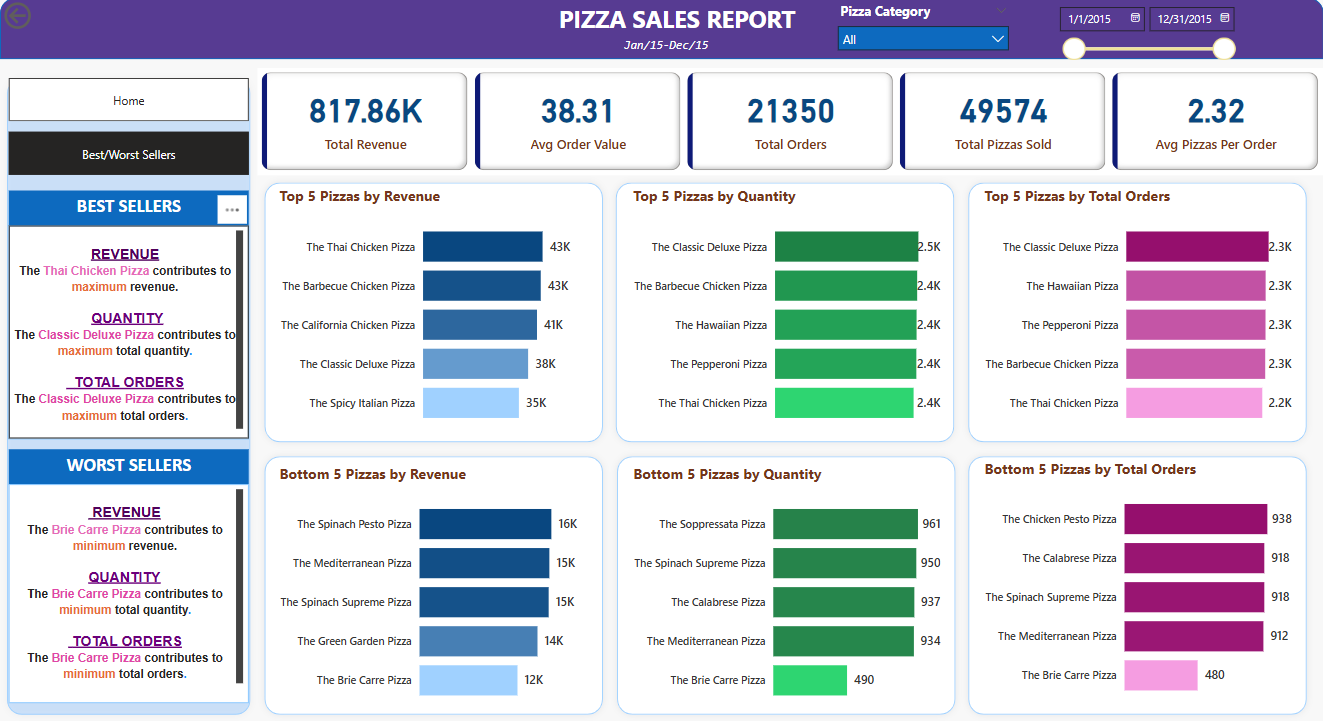 PIZZA SALES REPORT
Jan/15-Dec/15
Pizza Category
All
1/1/2015
12/31/2015
Home
Best/Worst Sellers
BEST SELLERS
REVENUE
The Thai Chicken Pizza contributes to
maximum revenue.
QUANTITY
The Classic Deluxe Pizza contributes to
maximum total quantity.
TOTAL ORDERS
The Classic Deluxe Pizza contributes to
maximum total orders.
WORST SELLERS
REVENUE
The Brie Carre Pizza contributes to
minimum revenue.
QUANTITY
The Brie Carre Pizza contributes to
minimum total quantity.
TOTAL ORDERS
The Brie Carre Pizza contributes to
minimum total orders.
817.86K
Total Revenue
38.31
Avg Order Value
21350
Total Orders
49574
Total Pizzas Sold
2.32
Avg Pizzas Per Order
Top 5 Pizzas by Revenue
The Thai Chicken Pizza 43K
The Barbecue Chicken Pizza 43K
The California Chicken Pizza 41K
The Classic Deluxe Pizza 38K
The Spicy Italian Pizza 35K
Top 5 Pizzas by Quantity
The Classic Deluxe Pizza 2.5K
The Barbecue Chicken Pizza 2.4K
The Hawaiian Pizza 2.4K
The Pepperoni Pizza 2.4K
The Thai Chicken Pizza 2.4K
Top 5 Pizzas by Total Orders
The Classic Deluxe Pizza 2.3K
The Hawaiian Pizza 2.3K
The Pepperoni Pizza 2.3K
The Barbecue Chicken Pizza 2.3K
The Thai Chicken Pizza 2.2K
Bottom 5 Pizzas by Revenue
The Spinach Pesto Pizza 16K
The Mediterranean Pizza 15K
The Spinach Supreme Pizza 15K
The Green Garden Pizza 14K
The Brie Carre Pizza 12K
Bottom 5 Pizzas by Quantity
The Soppressata Pizza 961
The Spinach Supreme Pizza 950
The Calabrese Pizza 937
The Mediterranean Pizza 934
The Brie Carre Pizza 490
Bottom 5 Pizzas by Total Orders
The Chicken Pesto Pizza 938
The Calabrese Pizza 918
The Spinach Supreme Pizza 918
The Mediterranean Pizza 912
The Brie Carre Pizza 480